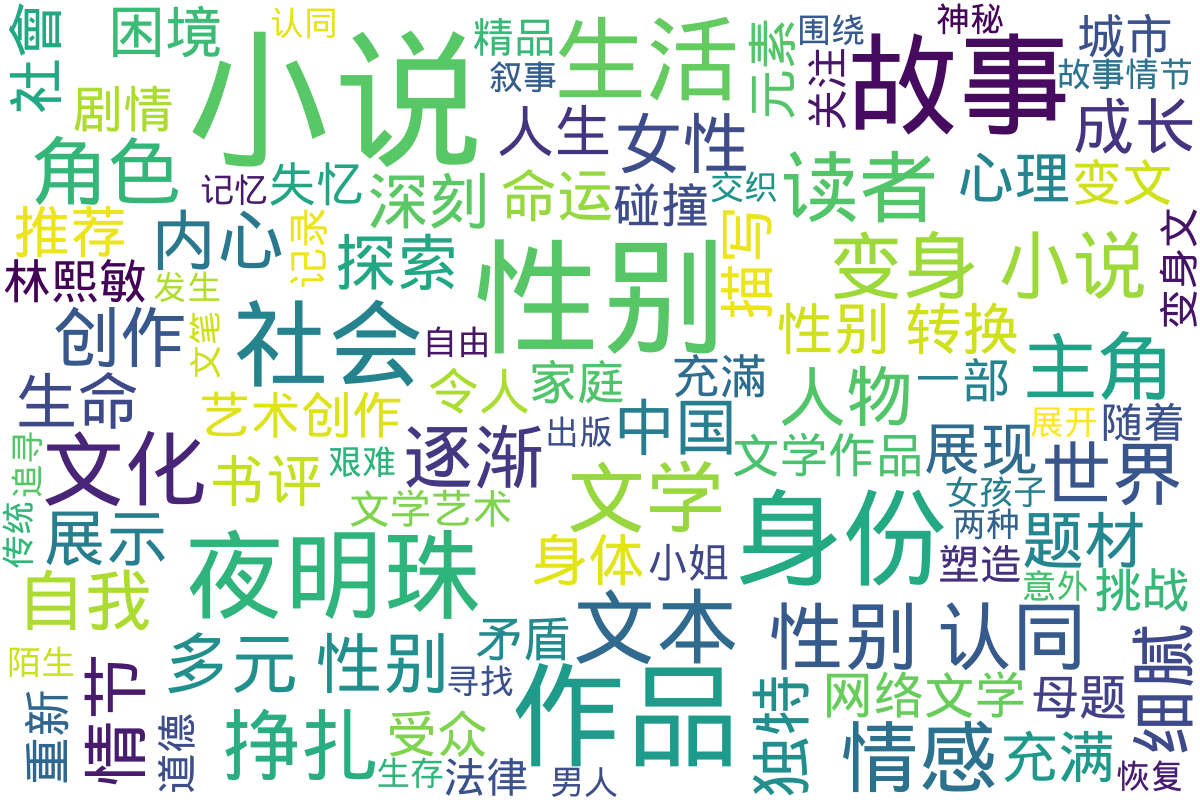 社會
困境
认同
小说
精品
生活
元素
围绕
神秘
城市
剧情
叙事
关注
故事
故事情节
角色
人生
女性
成长
记忆
失忆
深刻
命运
碰撞
交织
读者
心理
变文
推荐
内心
记录
探索
性别
描写
变身 小说
变身文
林熙敏
发生
创作
文笔
社会
自由
性别 转换
生命
艺术创作
令人
家庭
充滿
人物
一部
主角
追寻
文化
书评
艰难
逐渐
出版
中国
文学作品
展现
展开
随着
世界
传统
展示
夜明珠
文学艺术
文学
身份
女孩子
两种
题材
自我
身体
小姐
塑造
意外
挑战
陌生
多元 性别
矛盾
文本
性别 认同
细腻
重新
情节
道德
挣扎
寻找
作品
独特
网络文学
母题
受众
生存
法律
男人
情感
充满
恢复